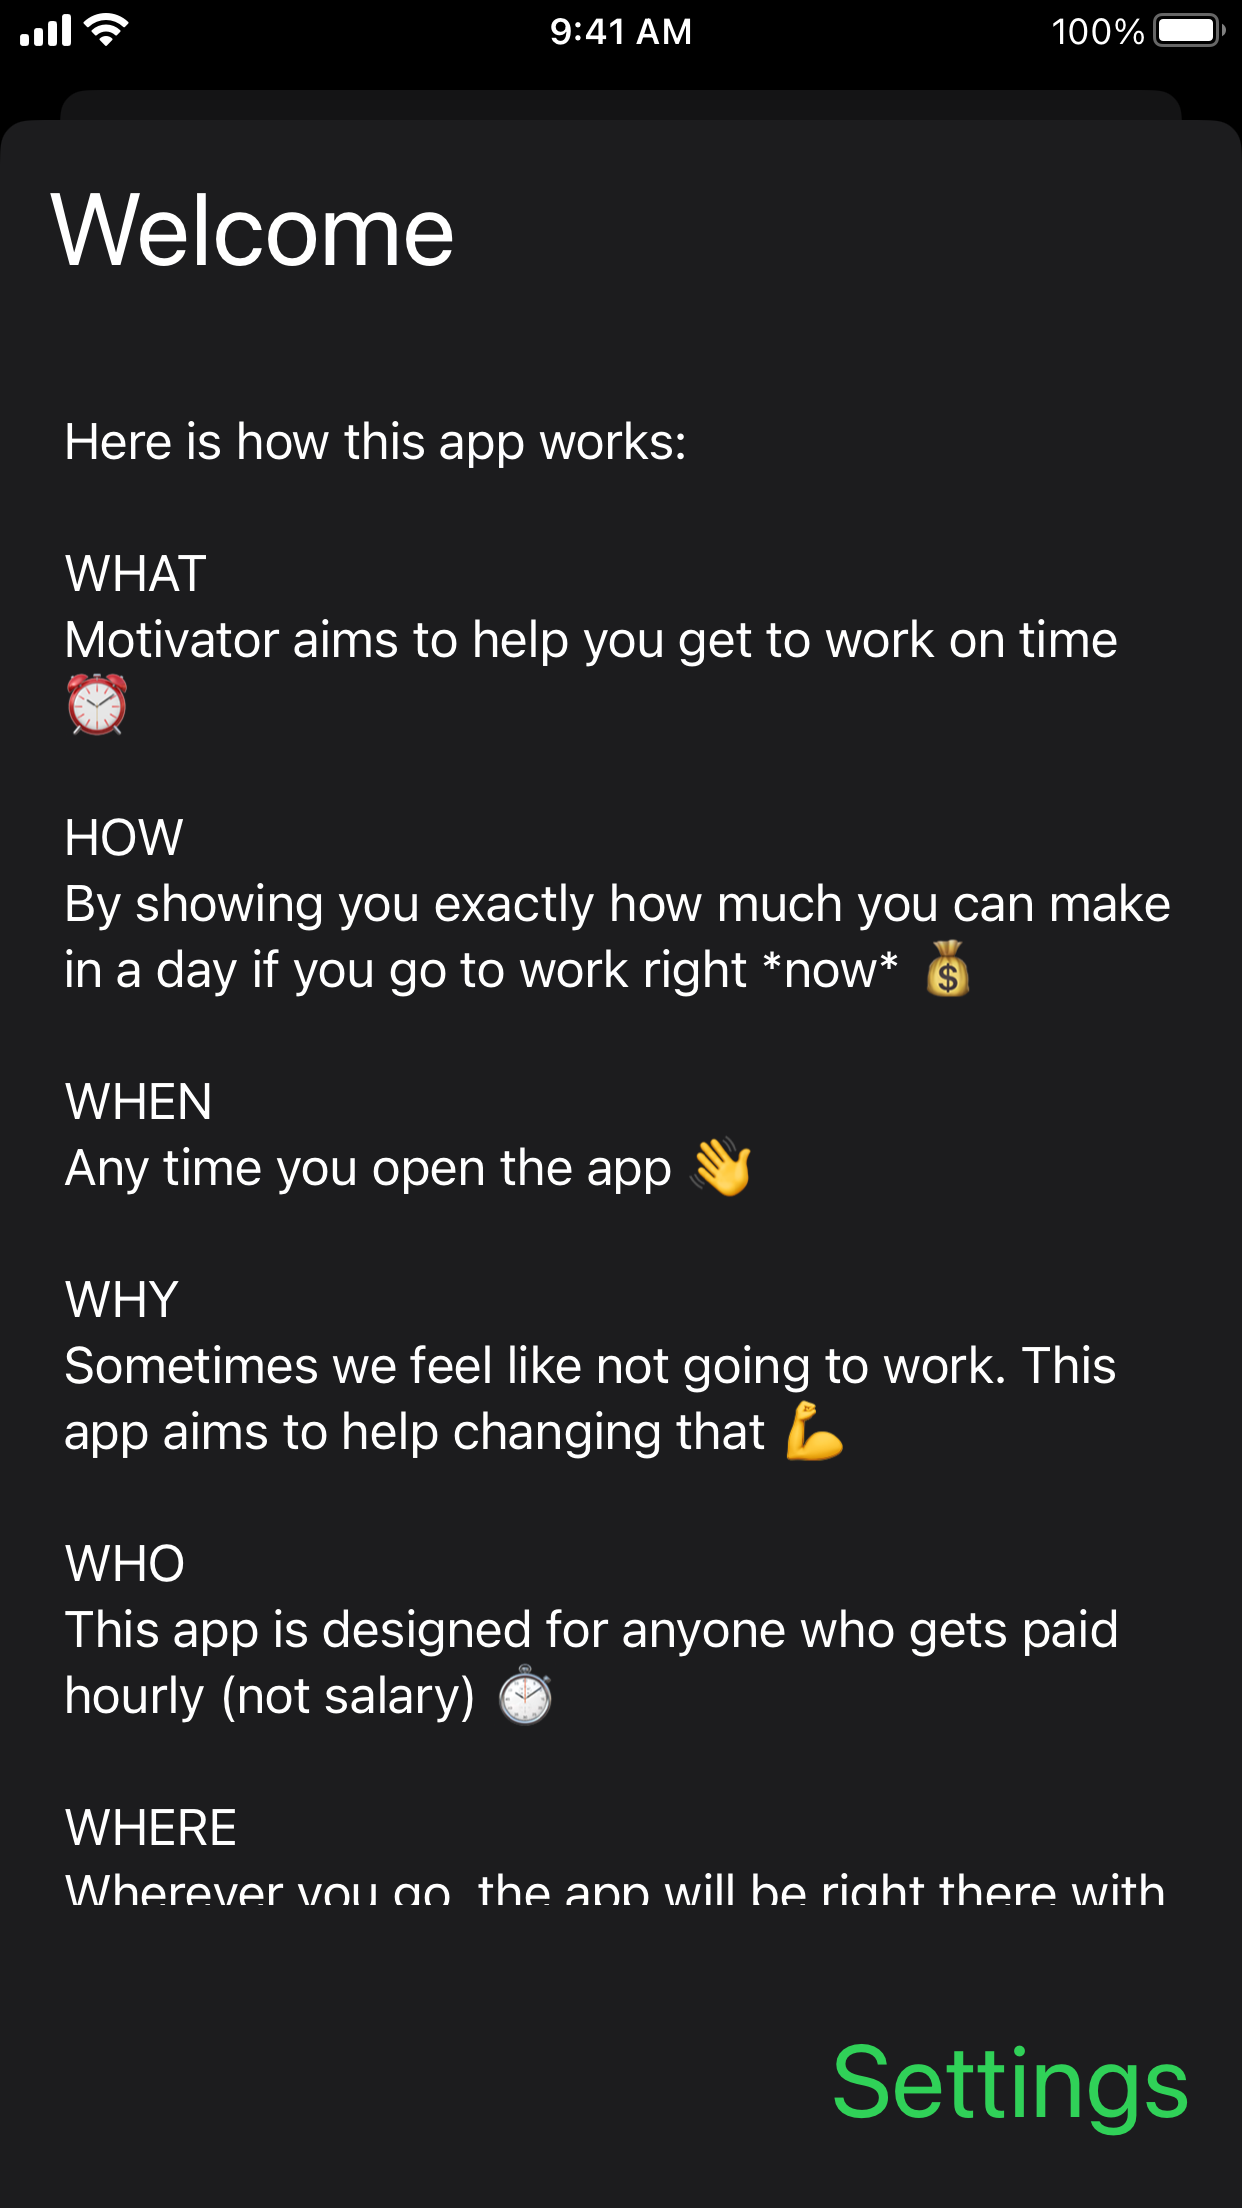 9:41 AM
100%
Welcome
Here is how this app works:
WHAT
Motivator aims to help you get to work on time
⏰
HOW
By showing you exactly how much you can make
in a day if you go to work right *now* 💰
WHEN
Any time you open the app 👋
WHY
Sometimes we feel like not going to work. This
app aims to help changing that 💪
WHO
This app is designed for anyone who gets paid
hourly (not salary) ⏱
WHERE
Wherever you go, the app will be right there with
Settings